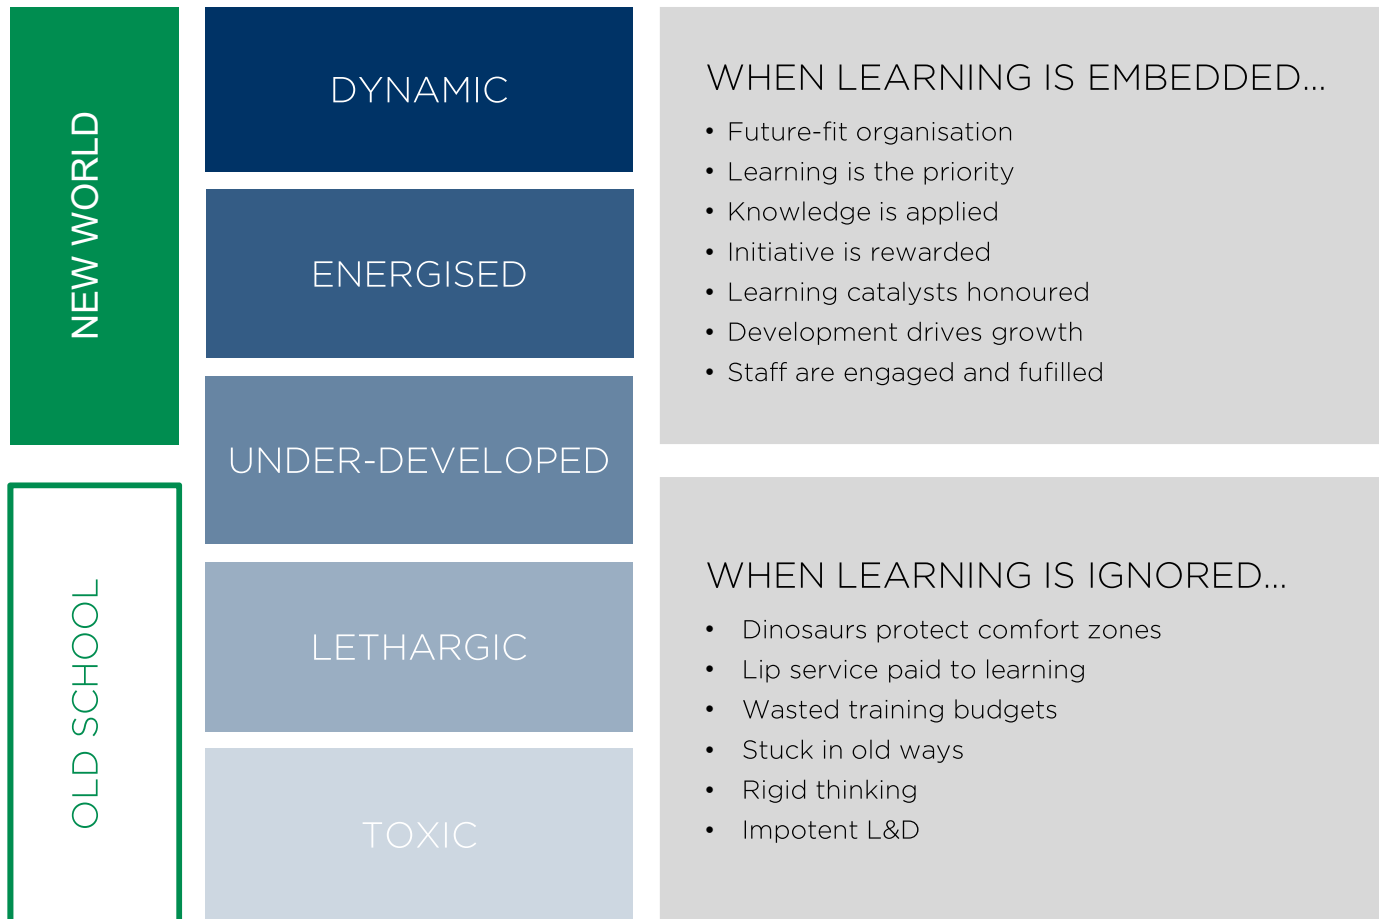 NEW WORLD
DYNAMIC
ENERGISED
UNDER-DEVELOPED
LETHARGIC
TOXIC
OLD SCHOOL
WHEN LEARNING IS EMBEDDED...
• Future-fit organisation
• Learning is the priority
• Knowledge is applied
• Initiative is rewarded
• Learning catalysts honoured
• Development drives growth
• Staff are engaged and fufilled
WHEN LEARNING IS IGNORED...
• Dinosaurs protect comfort zones
• Lip service paid to learning
• Wasted training budgets
• Stuck in old ways
• Rigid thinking
• Impotent L&D